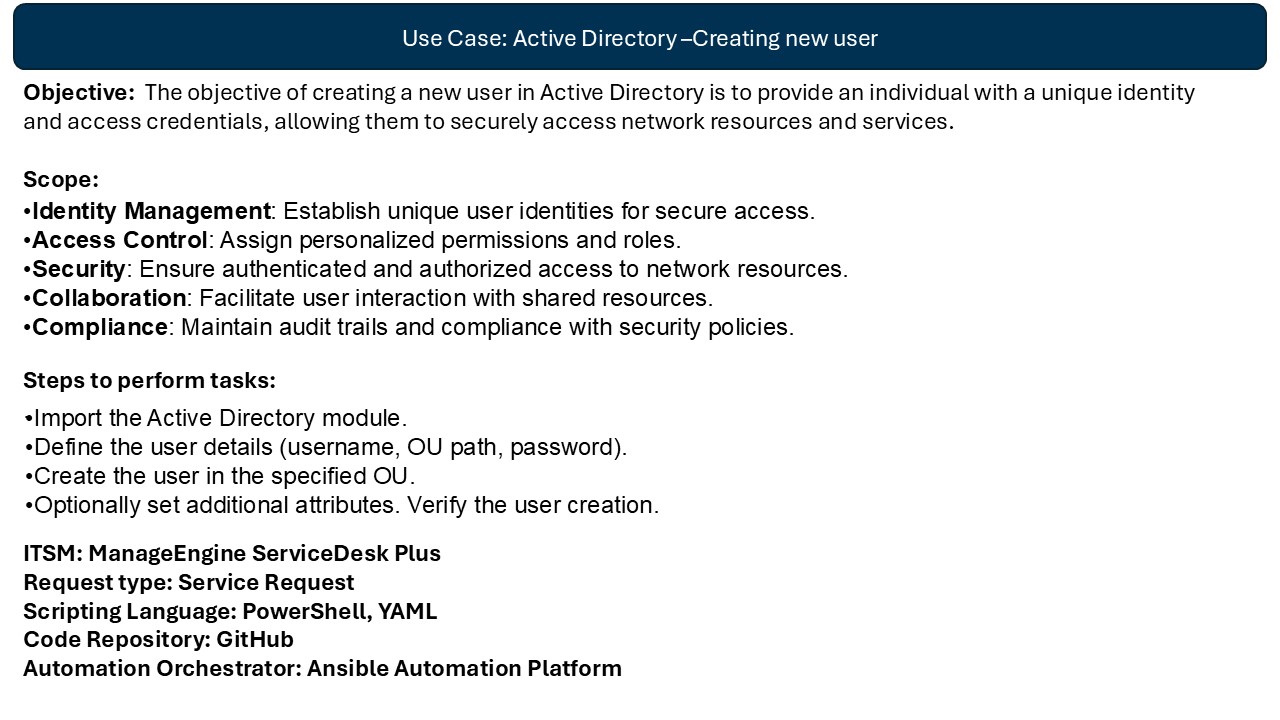 Use Case: Active Directory –Creating new user
Objective: The objective of creating a new user in Active Directory is to provide an individual with a unique identity
and access credentials, allowing them to securely access network resources and services.
Scope:
•Identity Management: Establish unique user identities for secure access.
•Access Control: Assign personalized permissions and roles.
•Security: Ensure authenticated and authorized access to network resources.
•Collaboration: Facilitate user interaction with shared resources.
•Compliance: Maintain audit trails and compliance with security policies.
Steps to perform tasks:
•Import the Active Directory module.
•Define the user details (username, OU path, password).
•Create the user in the specified OU.
•Optionally set additional attributes. Verify the user creation.
ITSM: ManageEngine ServiceDesk Plus
Request type: Service Request
Scripting Language: PowerShell, YAML
Code Repository: GitHub
Automation Orchestrator: Ansible Automation Platform